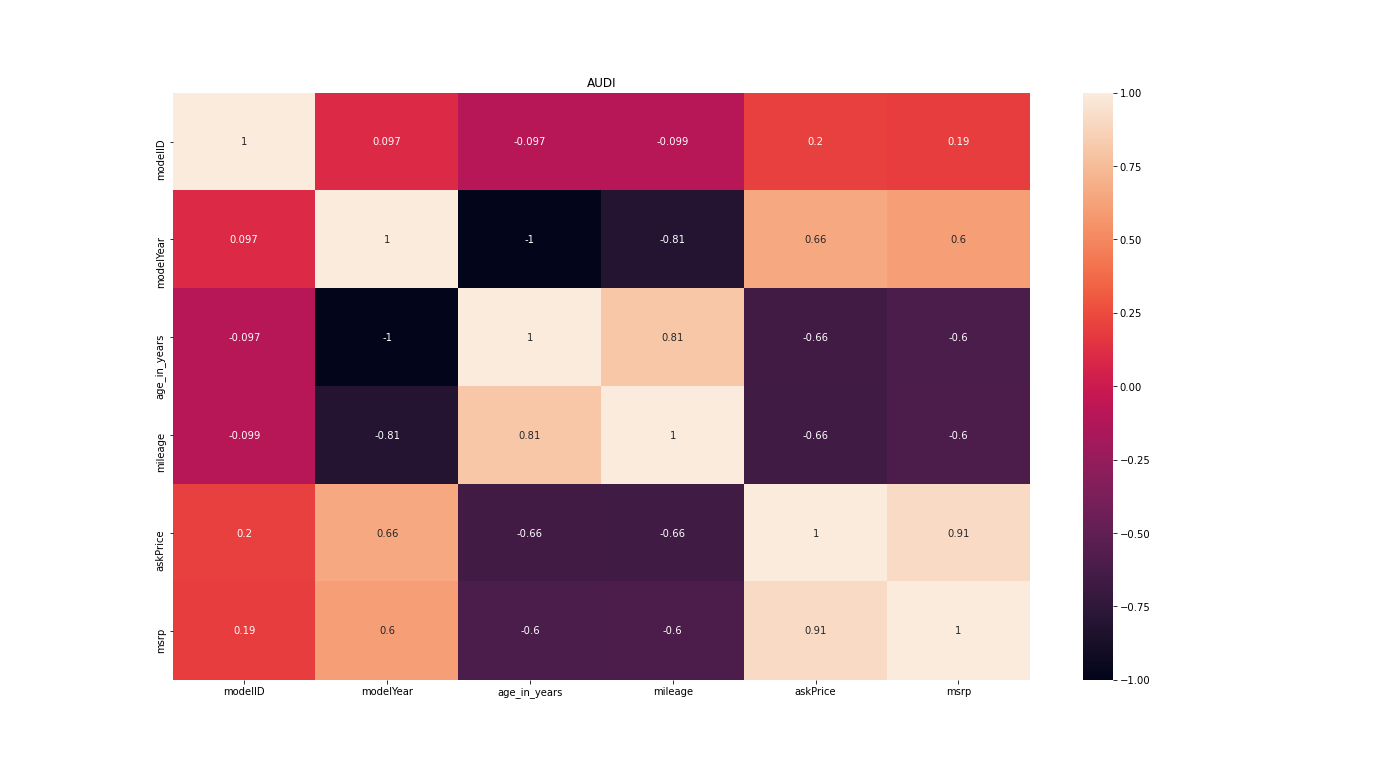 AUDI
modelID 1 0.097 -0.097 -0.099 0.2 0.19
modelYear 0.097 1 -1 -0.81 0.66 0.6
age_in_years -0.097 -1 1 0.81 -0.66 -0.6
mileage -0.099 -0.81 0.81 1 -0.66 -0.6
askPrice 0.2 0.66 -0.66 -0.66 1 0.91
msrp 0.19 0.6 -0.6 -0.6 0.91 1
modelID modelYear age_in_years mileage askPrice msrp
1.00
0.75
0.50
0.25
0.00
−0.25
−0.50
−0.75
−1.00